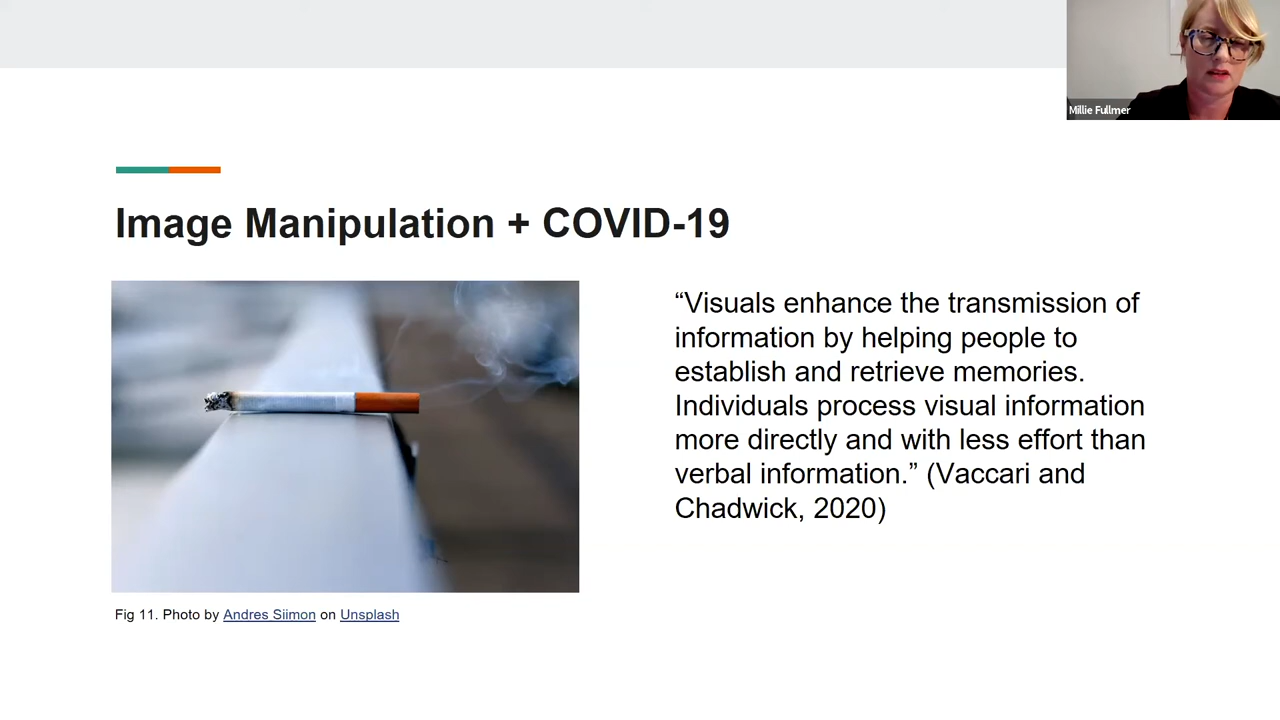 Millie Fullmer
Image Manipulation + COVID-19
“Visuals enhance the transmission of
information by helping people to
establish and retrieve memories.
Individuals process visual information
more directly and with less effort than
verbal information.” (Vaccari and
Chadwick, 2020)
Fig 11. Photo by Andres Siimon on Unsplash